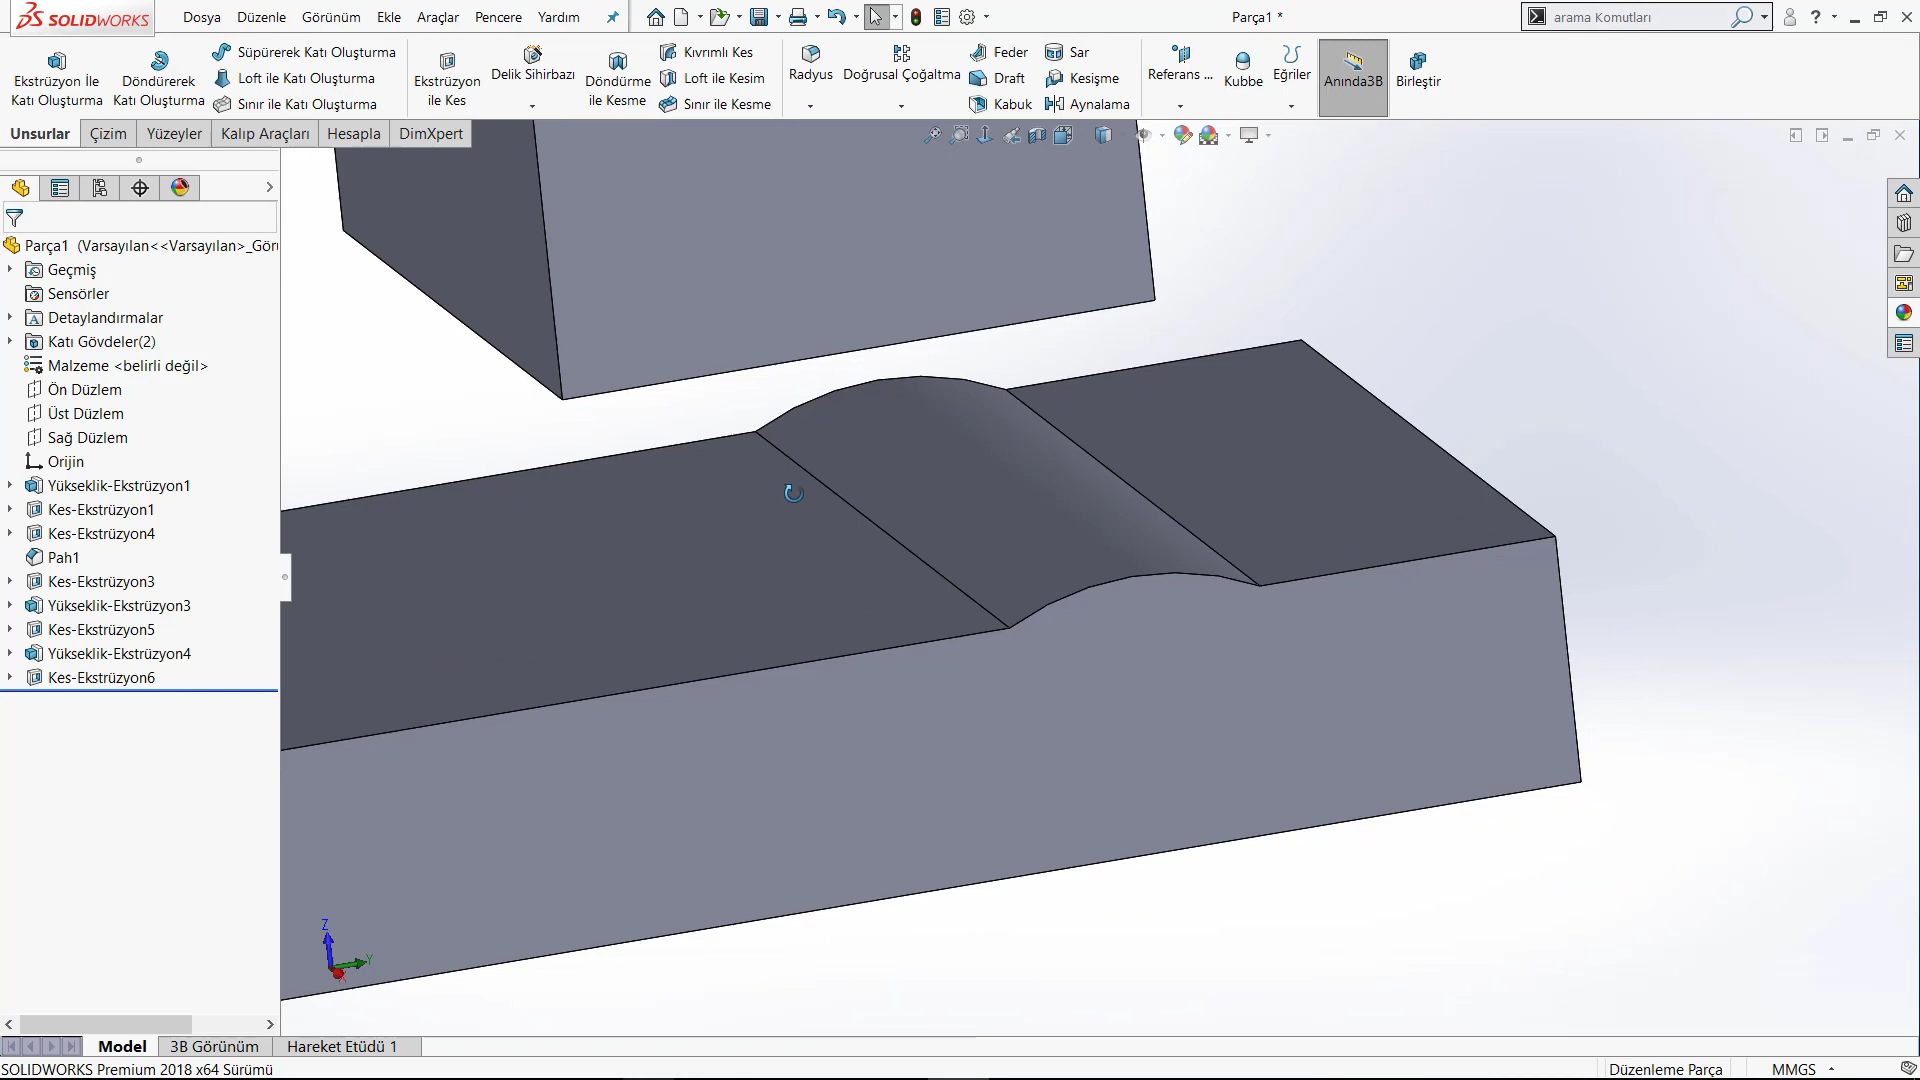 SOLIDWORKS Dosya Düzenle Görünüm Ekle Araçlar Pencere Yardım Parça1 * arama Komutları ?
Ekstrüzyon İle Katı Oluşturma
Döndürerek Katı Oluşturma
Süpürerek Katı Oluşturma
Loft ile Katı Oluşturma
Sınır ile Katı Oluşturma
Ekstrüzyon ile Kes
Delik Sihirbazı
Döndürme ile Kesme
Kıvrımlı Kes
Loft ile Kesim
Sınır ile Kesme
Radyus
Doğrusal Çoğaltma
Feder
Draft
Kabuk
Sar
Kesişme
Aynalama
Referans ...
Kubbe
Eğriler
Anında3B
Birleştir
Unsurlar Çizim Yüzeyler Kalıp Araçları Hesapla DimXpert
Parça1 (Varsayılan<<Varsayılan>_Görü
Geçmiş
Sensörler
Detaylandırmalar
Katı Gövdeler(2)
Malzeme <belirli değil>
Ön Düzlem
Üst Düzlem
Sağ Düzlem
Orijin
Yükseklik-Ekstrüzyon1
Kes-Ekstrüzyon1
Kes-Ekstrüzyon4
Pah1
Kes-Ekstrüzyon3
Yükseklik-Ekstrüzyon3
Kes-Ekstrüzyon5
Yükseklik-Ekstrüzyon4
Kes-Ekstrüzyon6
Z
Y
X
Model 3B Görünüm Hareket Etüdü 1
SOLIDWORKS Premium 2018 x64 Sürümü Düzenleme Parça MMGS